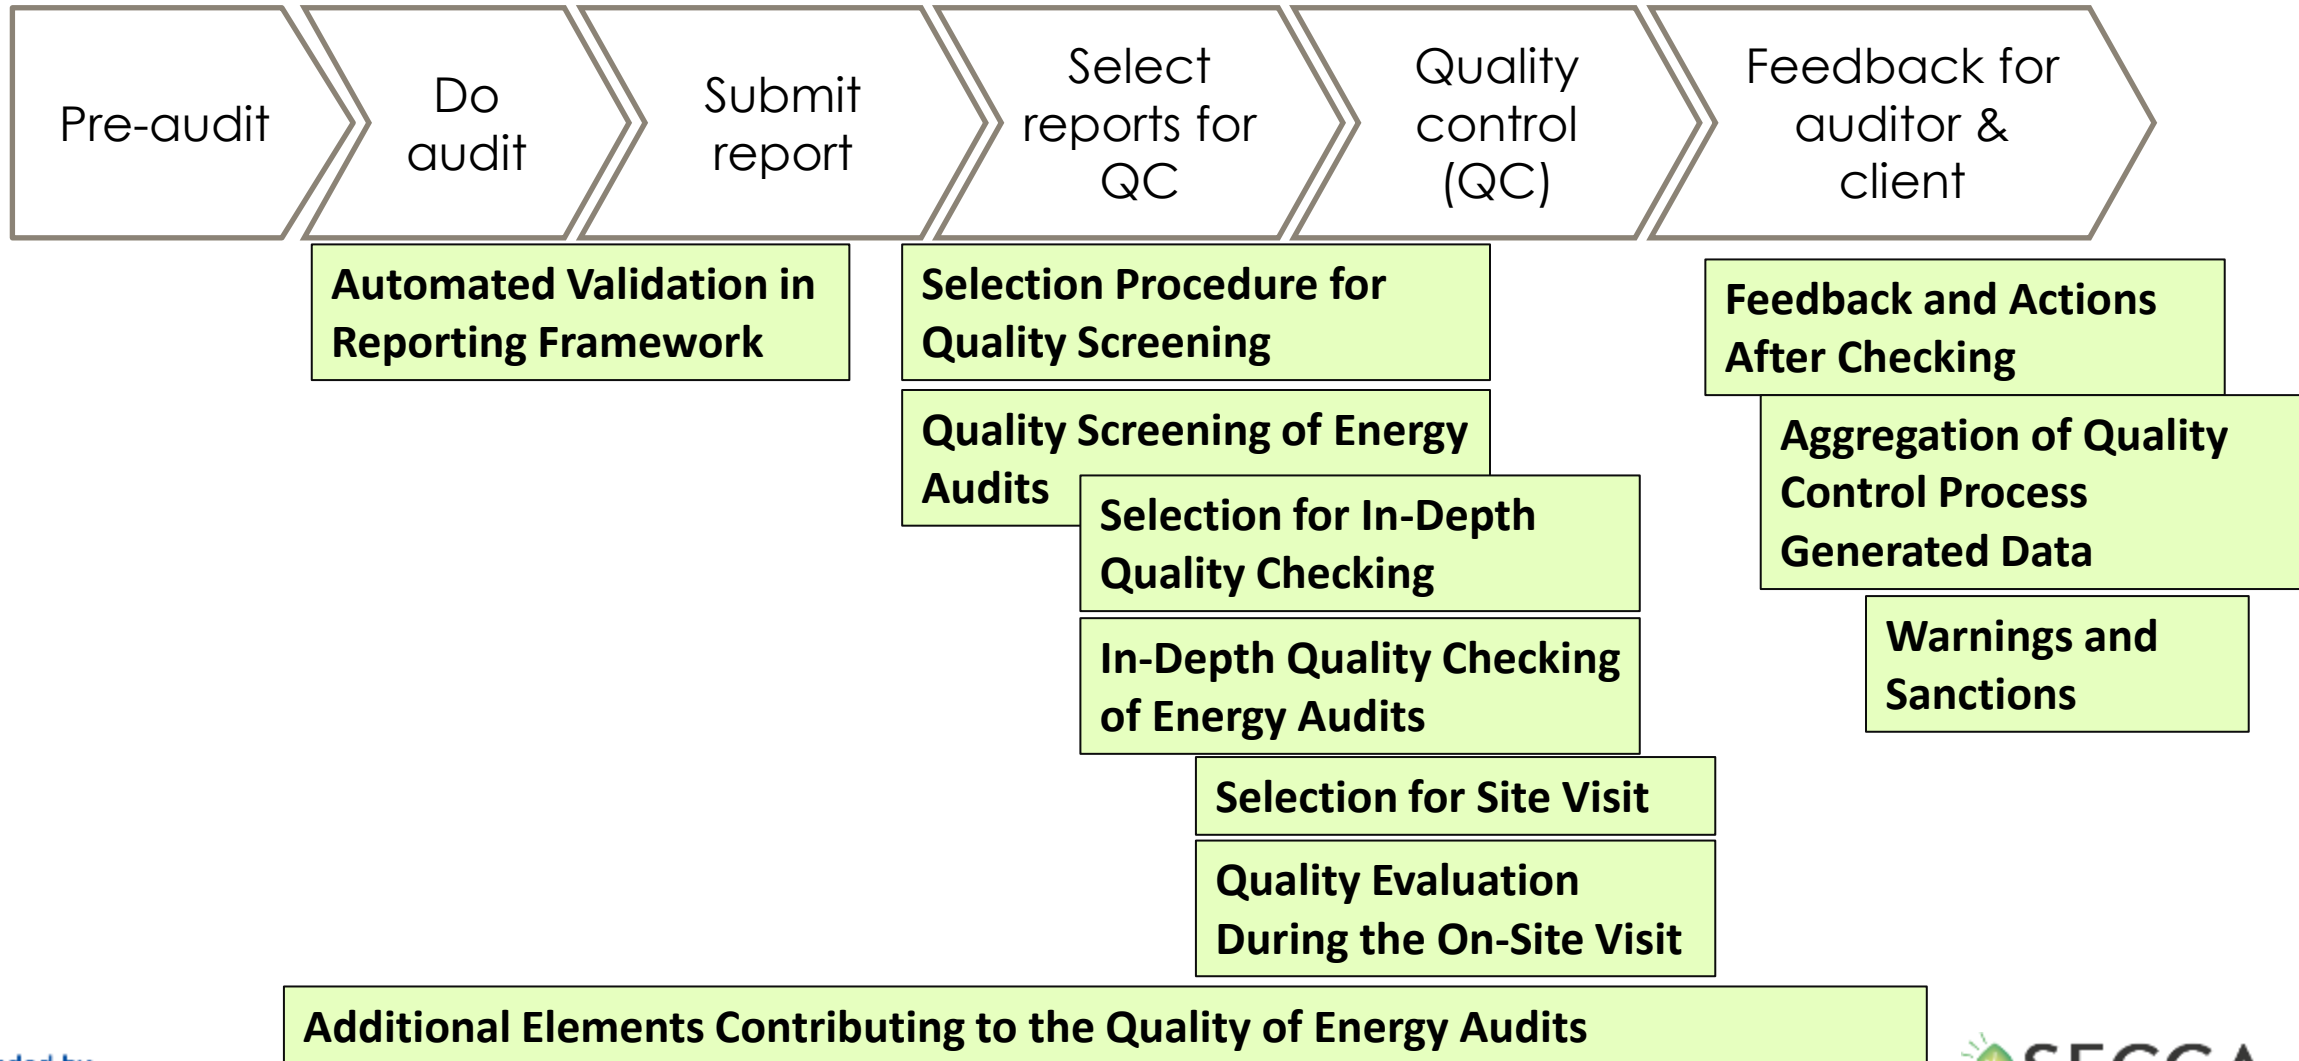 Pre-audit
Do
audit
Submit
report
Select
reports for
QC
Quality
control
(QC)
Feedback for
auditor &
client
Automated Validation in
Reporting Framework
Selection Procedure for
Quality Screening
Quality Screening of Energy
Audits
Selection for In-Depth
Quality Checking
In-Depth Quality Checking
of Energy Audits
Selection for Site Visit
Quality Evaluation
During the On-Site Visit
Feedback and Actions
After Checking
Aggregation of Quality
Control Process
Generated Data
Warnings and
Sanctions
Additional Elements Contributing to the Quality of Energy Audits
SECCA